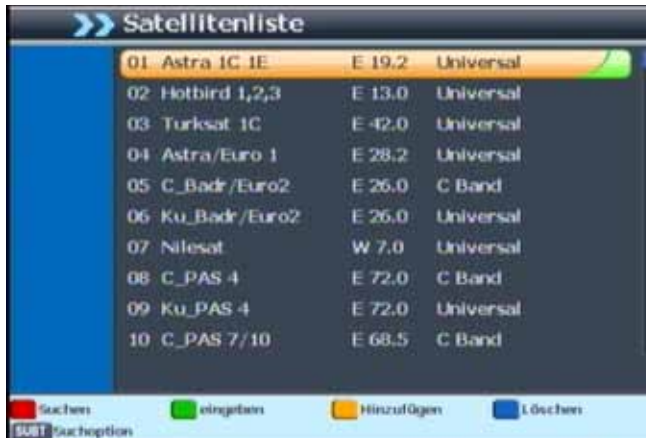 Satellitenliste
01 Astra 1C 1E E 19.2 Universal
02 Hotbird 1,2,3 E 13.0 Universal
03 Turksat 1C E 42.0 Universal
04 Astra/Euro 1 E 28.2 Universal
05 C_Badr/Euro2 E 26.0 C Band
06 Ku_Badr/Euro2 E 26.0 Universal
07 Nilesat W 7.0 Universal
08 C_PAS 4 E 72.0 C Band
09 Ku_PAS 4 E 72.0 Universal
10 C_PAS 7/10 E 68.5 C Band
Suchen eingeben Hinzufügen Löschen
SUBT Suchoption